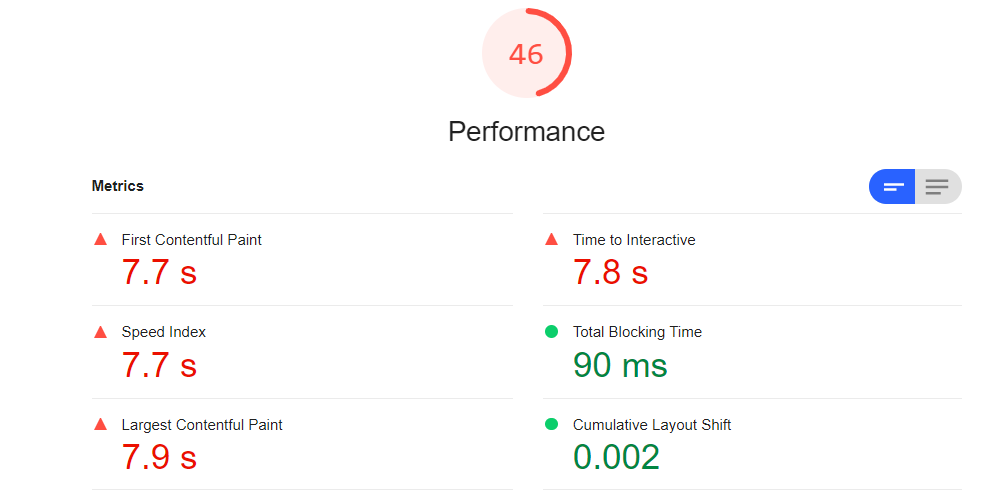 46
Performance
Metrics
First Contentful Paint
7.7 s
Time to Interactive
7.8 s
Speed Index
7.7 s
Total Blocking Time
90 ms
Largest Contentful Paint
7.9 s
Cumulative Layout Shift
0.002